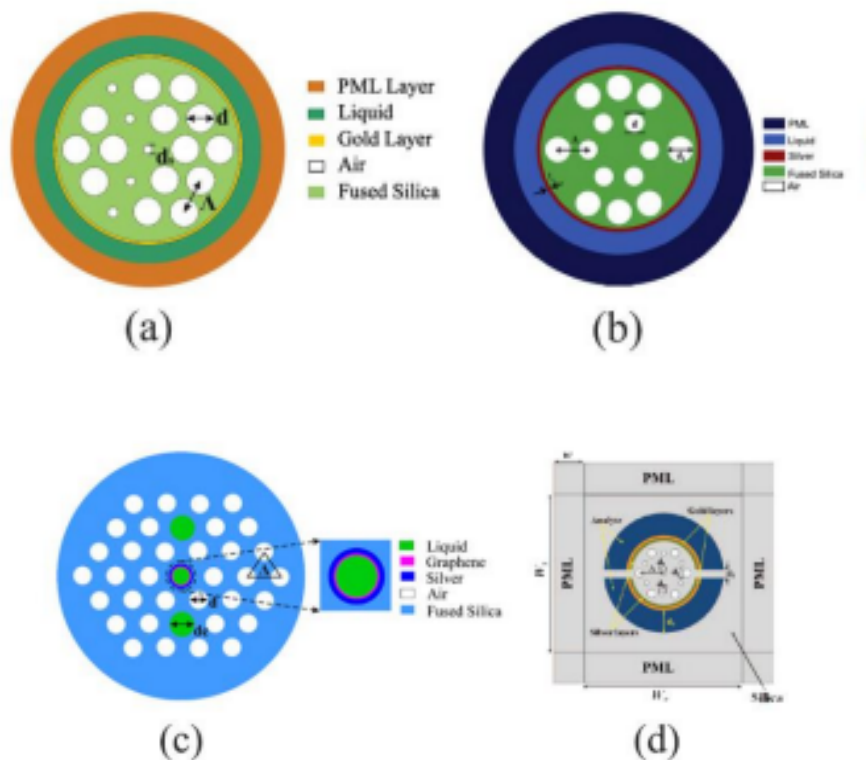 PML Layer
Liquid
Gold Layer
Air
Fused Silica
d
Λ
(a)
PML
Liquid
Silver
Fused Silica
Air
d
(b)
Liquid
Graphene
Silver
Air
Fused Silica
d
(c)
PML
PML
PML
PML
Analyte
Gold layers
Silver layers
Silica
(d)